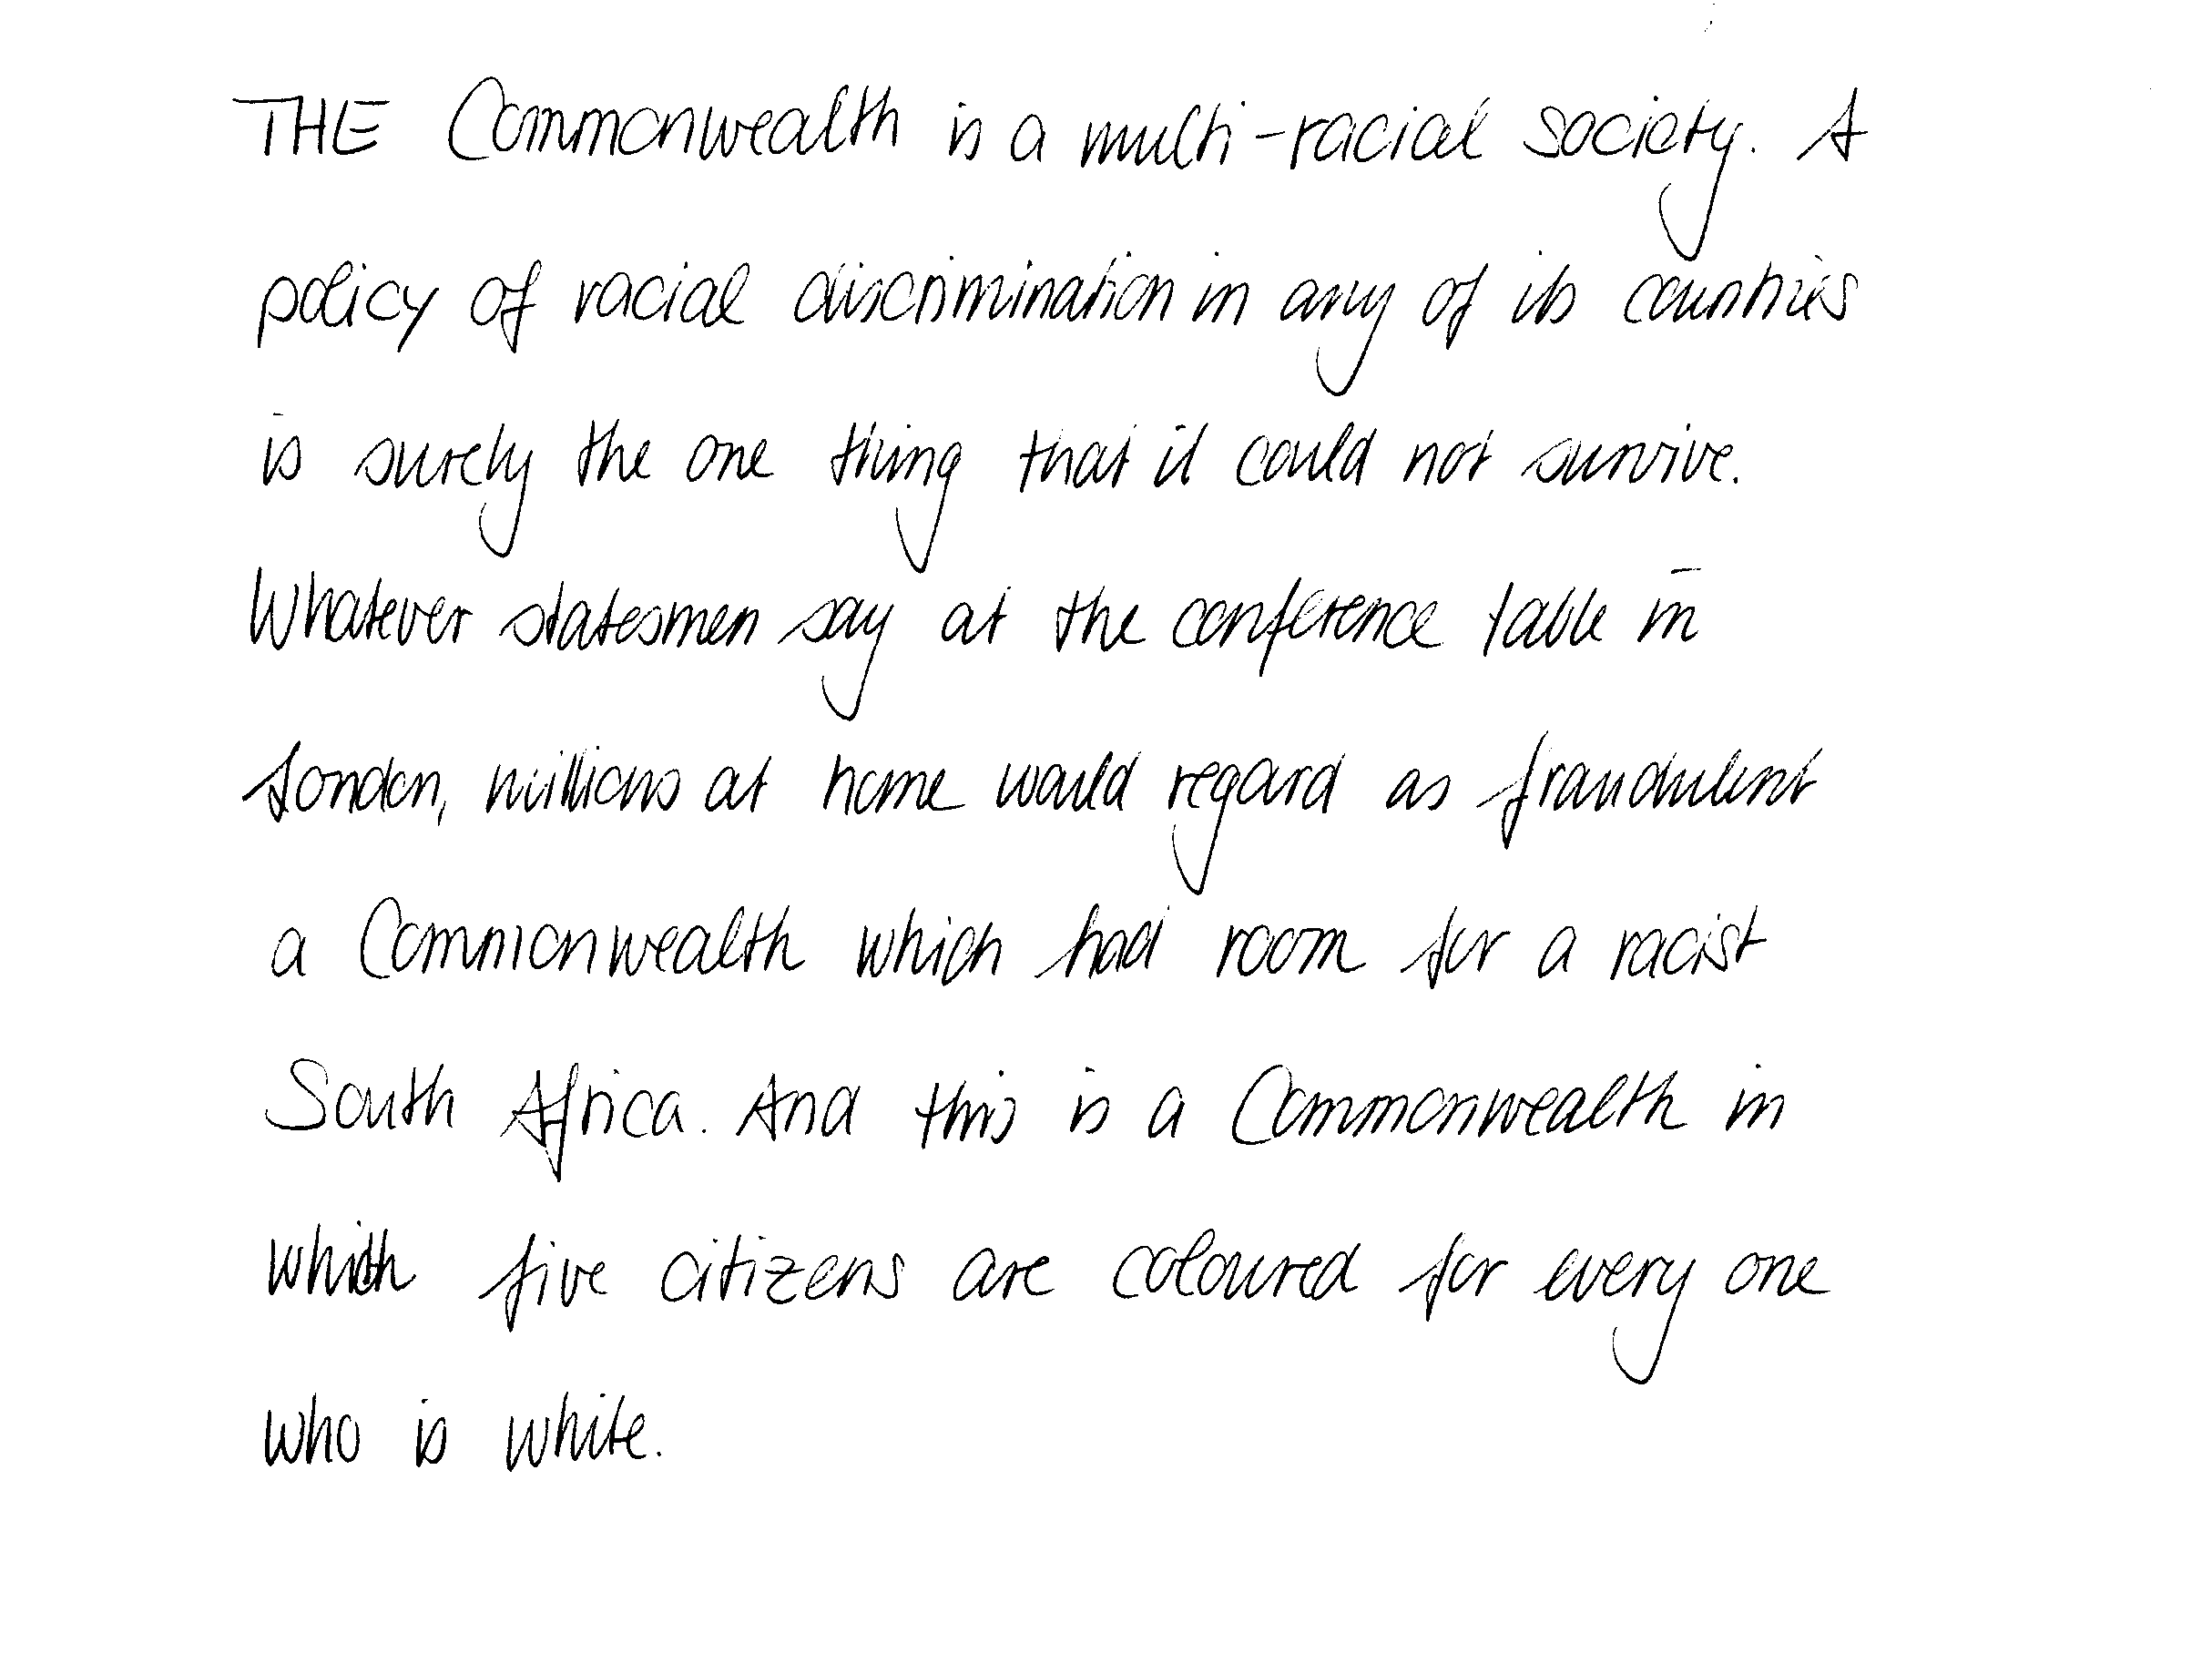 THE Commonwealth is a multi-racial society. A
policy of racial discrimination in any of its countries
is surely the one thing that it could not survive.
Whatever statesmen say at the conference table in
London, millions at home would regard as fraudulent
a Commonwealth which had room for a racist
South Africa. And this is a Commonwealth in
which five citizens are coloured for every one
who is white.